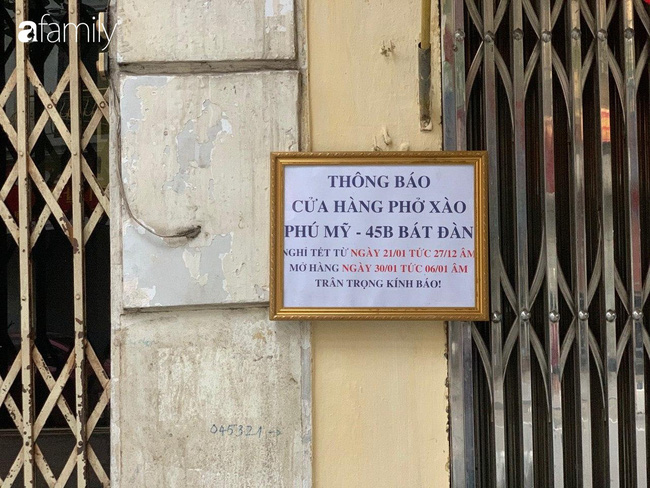 afamily
THÔNG BÁO
CỬA HÀNG PHỞ XÀO
PHÚ MỸ - 45B BÁT ĐÀN
NGHỈ TẾT TỪ NGÀY 21/01 TỨC 27/12 ÂM
MỞ HÀNG NGÀY 30/01 TỨC 06/01 ÂM
TRÂN TRỌNG KÍNH BÁO!
045321